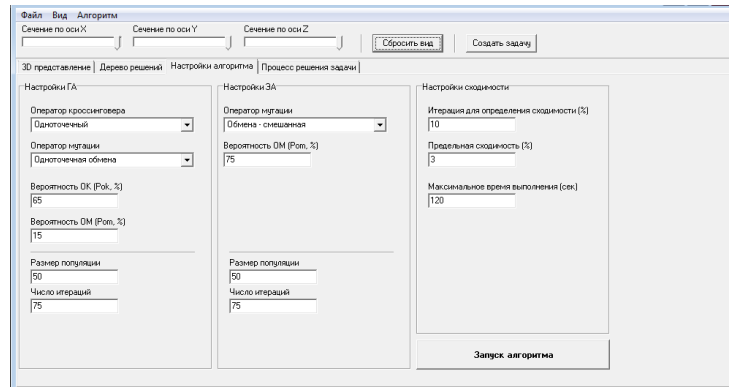 Файл Вид Алгоритм
Сечение по оси X Сечение по оси Y Сечение по оси Z
Сбросить вид Создать задачу
3D представление Дерево решений Настройки алгоритма Процесс решения задачи
Настройки ГА
Оператор кроссинговера
Одноточечный
Оператор мутации
Одноточечная обмена
Вероятность ОК (Pok, %)
65
Вероятность ОМ (Pom, %)
15
Размер популяции
50
Число итераций
75
Настройки ЭА
Оператор мутации
Обмена - смешанная
Вероятность ОМ (Pom, %)
75
Размер популяции
50
Число итераций
75
Настройки сходимости
Итерация для определения сходимости (%)
10
Предельная сходимость (%)
3
Максимальное время выполнения (сек)
120
Запуск алгоритма